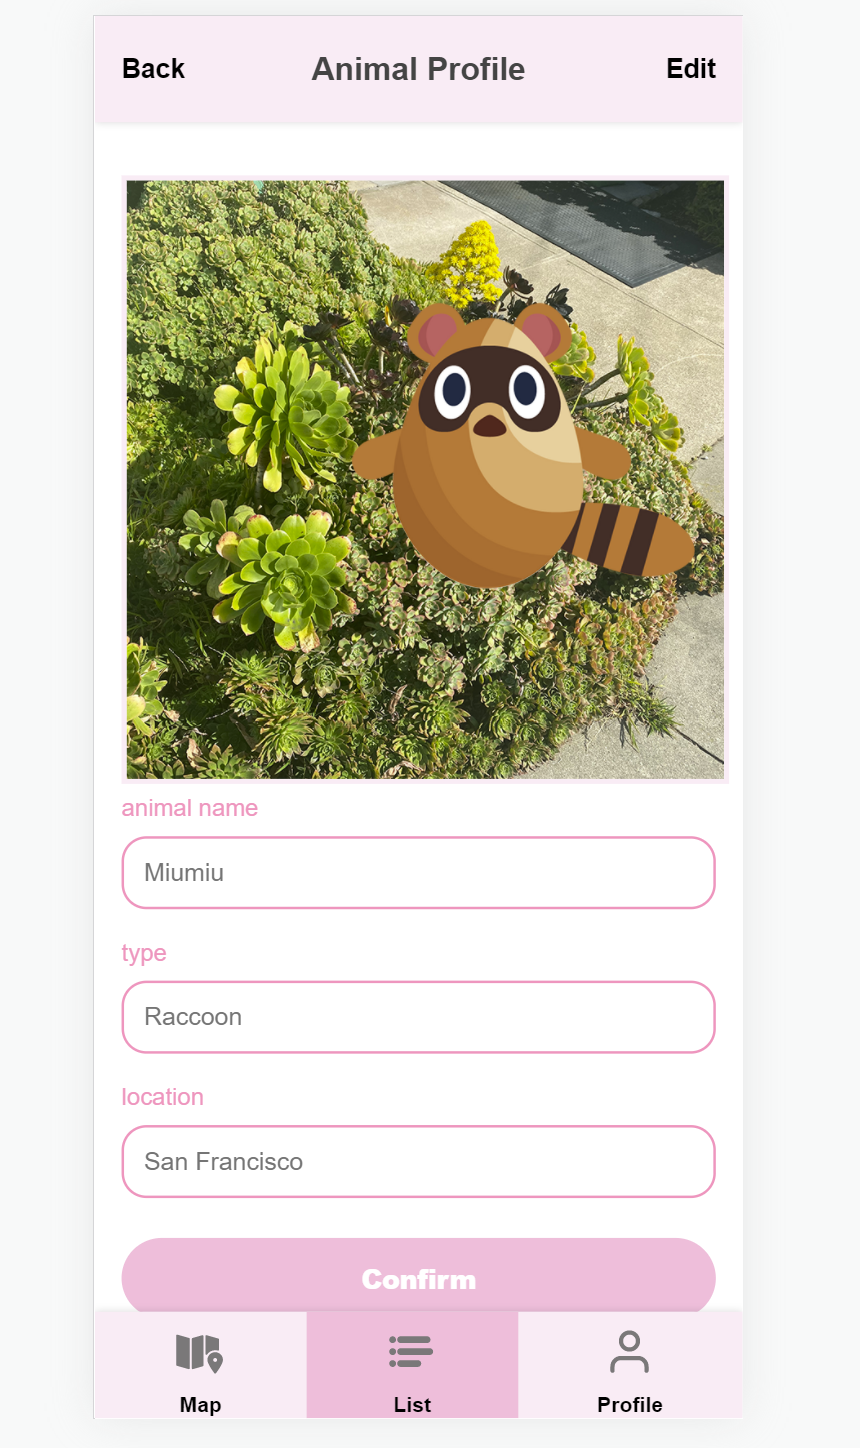 Back Animal Profile Edit
animal name
Miumiu
type
Raccoon
location
San Francisco
Confirm
Map List Profile